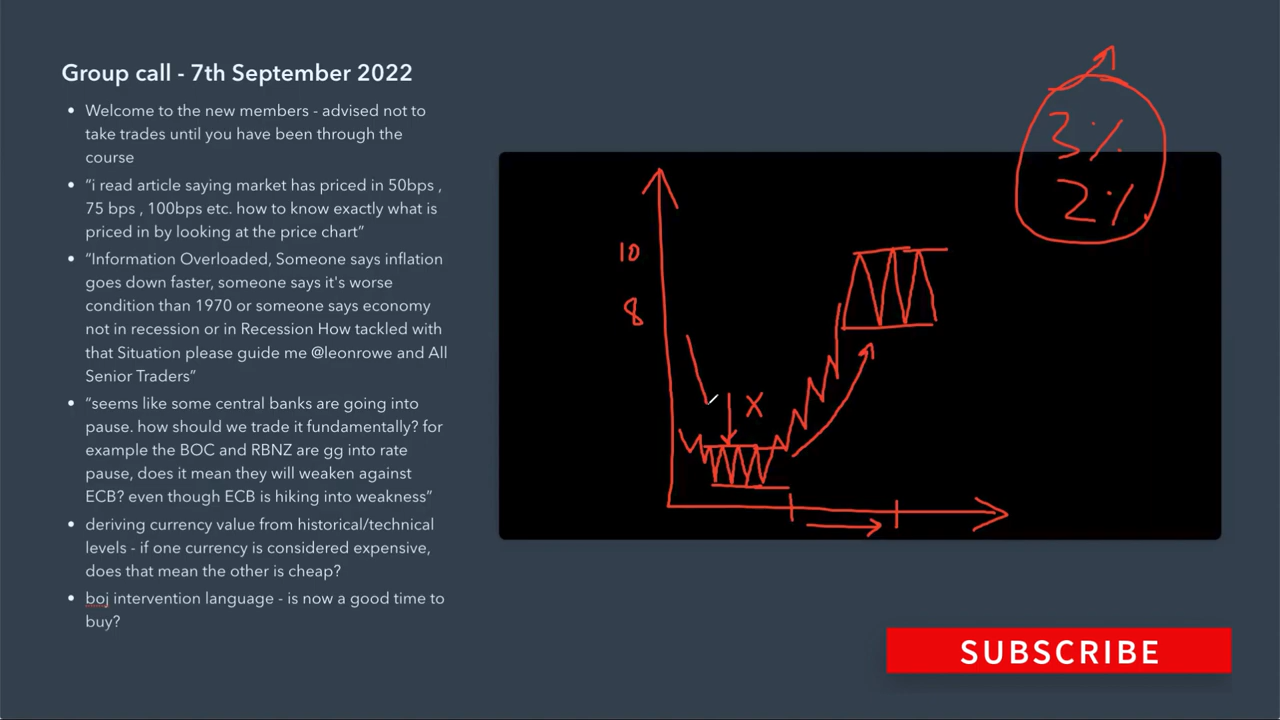 Group call - 7th September 2022
• Welcome to the new members - advised not to
take trades until you have been through the
course
• “i read article saying market has priced in 50bps ,
75 bps , 100bps etc. how to know exactly what is
priced in by looking at the price chart”
• “Information Overloaded, Someone says inflation
goes down faster, someone says it's worse
condition than 1970 or someone says economy
not in recession or in Recession How tackled with
that Situation please guide me @leonrowe and All
Senior Traders”
• “seems like some central banks are going into
pause. how should we trade it fundamentally? for
example the BOC and RBNZ are gg into rate
pause, does it mean they will weaken against
ECB? even though ECB is hiking into weakness”
• deriving currency value from historical/technical
levels - if one currency is considered expensive,
does that mean the other is cheap?
• boj intervention language - is now a good time to
buy?
3%
2%
10
8
X
SUBSCRIBE